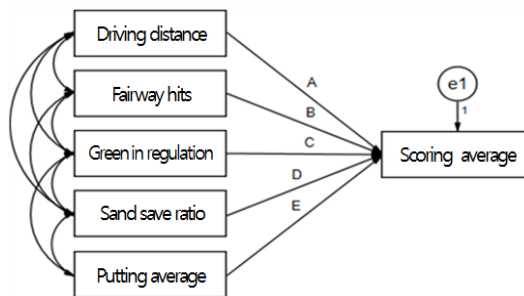 Driving distance
A
e1
Fairway hits
B
1
Green in regulation
C
Scoring average
D
Sand save ratio
E
Putting average